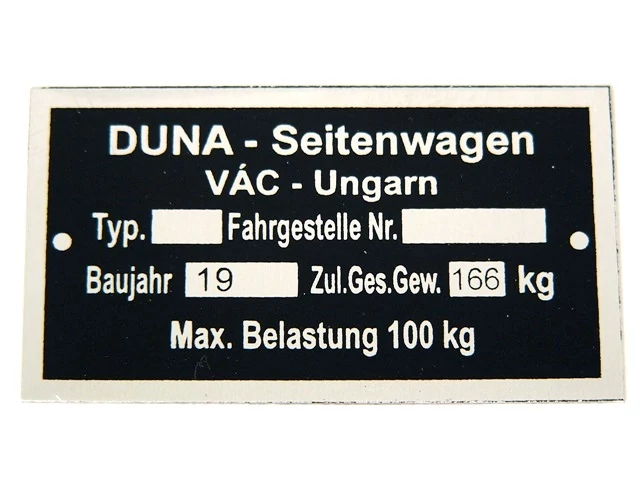 DUNA - Seitenwagen
VÁC - Ungarn
Typ. Fahrgestelle Nr.
Baujahr 19 Zul.Ges.Gew. 166 kg
Max. Belastung 100 kg